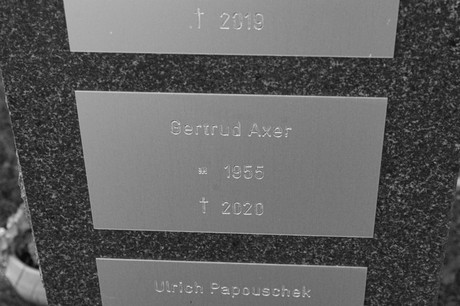 † 2019
Gertrud Axer
* 1955
† 2020
Ulrich Papouschek